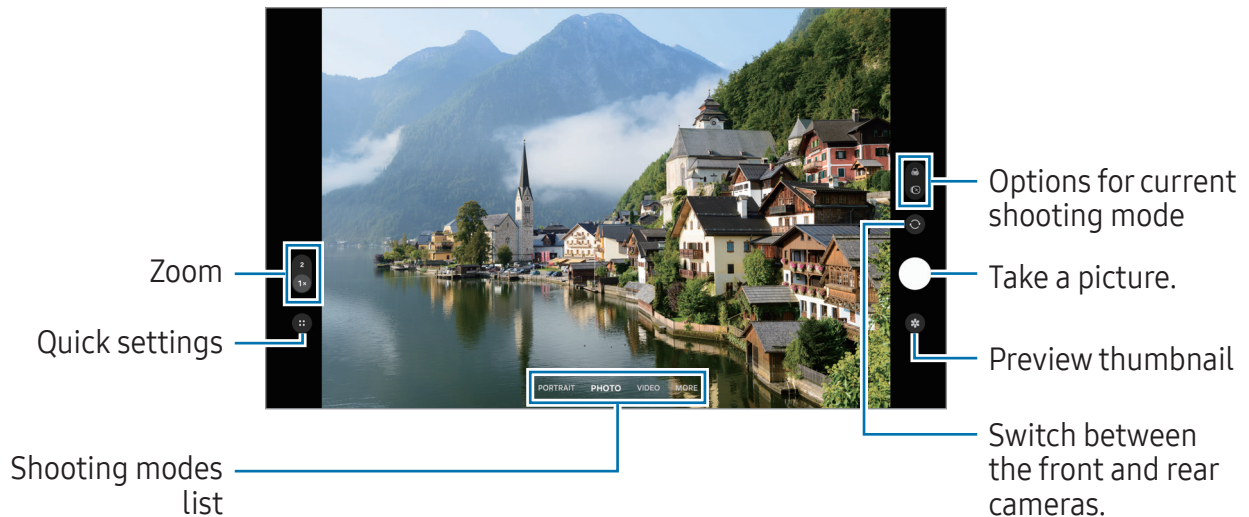 Options for current
shooting mode
Zoom
2
1×
Take a picture.
Quick settings
Preview thumbnail
PORTRAIT PHOTO VIDEO MORE
Shooting modes
list
Switch between
the front and rear
cameras.